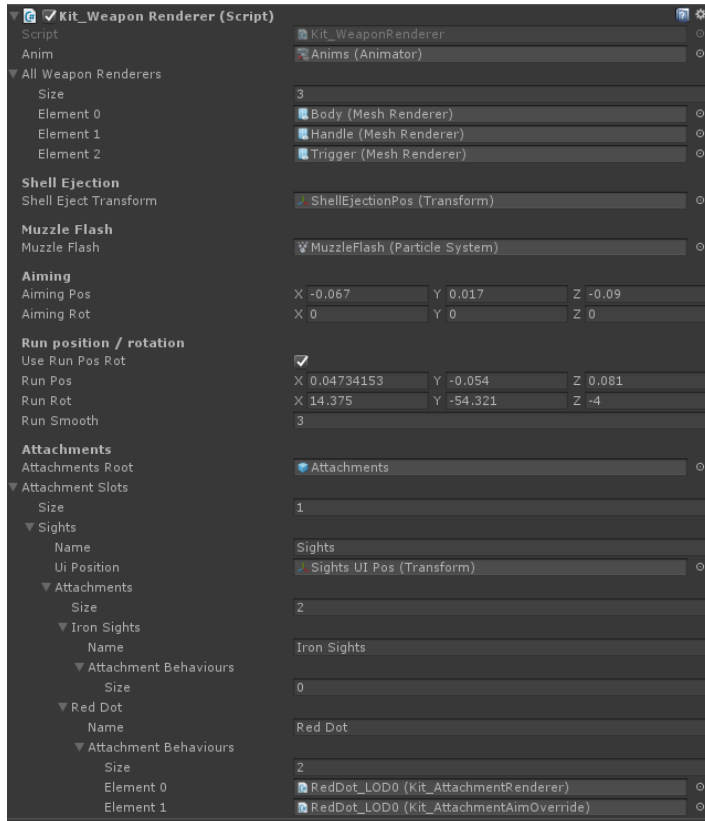 Kit_Weapon Renderer (Script)
Script Kit_WeaponRenderer
Anim Anims (Animator)
All Weapon Renderers
Size 3
Element 0 Body (Mesh Renderer)
Element 1 Handle (Mesh Renderer)
Element 2 Trigger (Mesh Renderer)
Shell Ejection
Shell Eject Transform ShellEjectionPos (Transform)
Muzzle Flash
Muzzle Flash MuzzleFlash (Particle System)
Aiming
Aiming Pos X -0.067 Y 0.017 Z -0.09
Aiming Rot X 0 Y 0 Z 0
Run position / rotation
Use Run Pos Rot
Run Pos X 0.04734153 Y -0.054 Z 0.081
Run Rot X 14.375 Y -54.321 Z -4
Run Smooth 3
Attachments
Attachments Root Attachments
Attachment Slots
Size 1
Sights
Name Sights
Ui Position Sights UI Pos (Transform)
Attachments
Size 2
Iron Sights
Name Iron Sights
Attachment Behaviours
Size 0
Red Dot
Name Red Dot
Attachment Behaviours
Size 2
Element 0 RedDot_LOD0 (Kit_AttachmentRenderer)
Element 1 RedDot_LOD0 (Kit_AttachmentAimOverride)